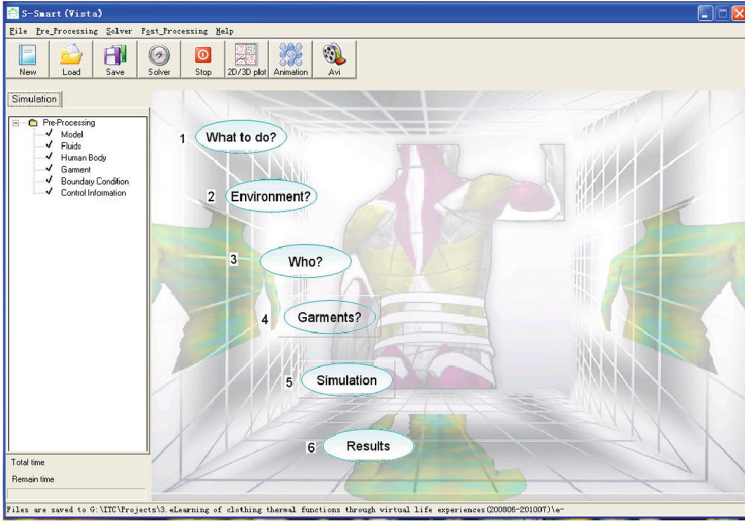 S-Smart (Vista)
File Pre_Processing Solver Post_Processing Help
New Load Save Solver Stop 2D/3D plot Animation Avi
Simulation
Pre-Processing
Model
Fluids
Human Body
Garment
Boundary Condition
Control Information
1 What to do?
2 Environment?
3 Who?
4 Garments?
5 Simulation
6 Results
Total time
Remain time
Files are saved to G:\ITC\Projects\3.eLearning of clothing thermal functions through virtual life experiences(200806-201007)\e-